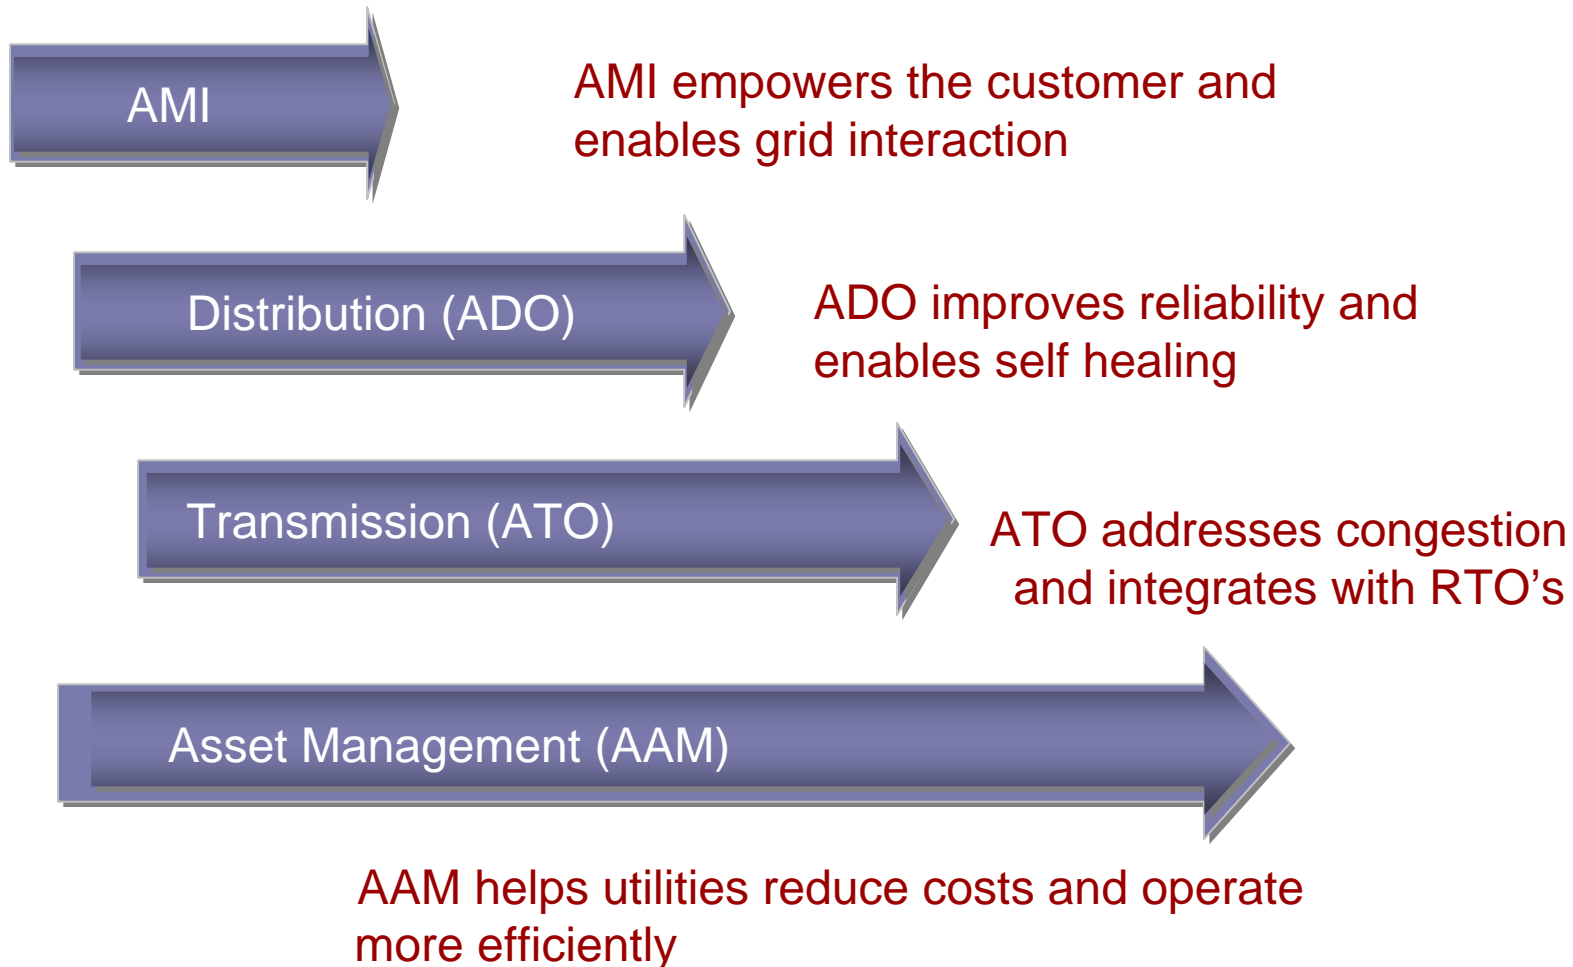 AMI
AMI empowers the customer and
enables grid interaction
Distribution (ADO)
ADO improves reliability and
enables self healing
Transmission (ATO)
ATO addresses congestion
and integrates with RTO’s
Asset Management (AAM)
AAM helps utilities reduce costs and operate
more efficiently